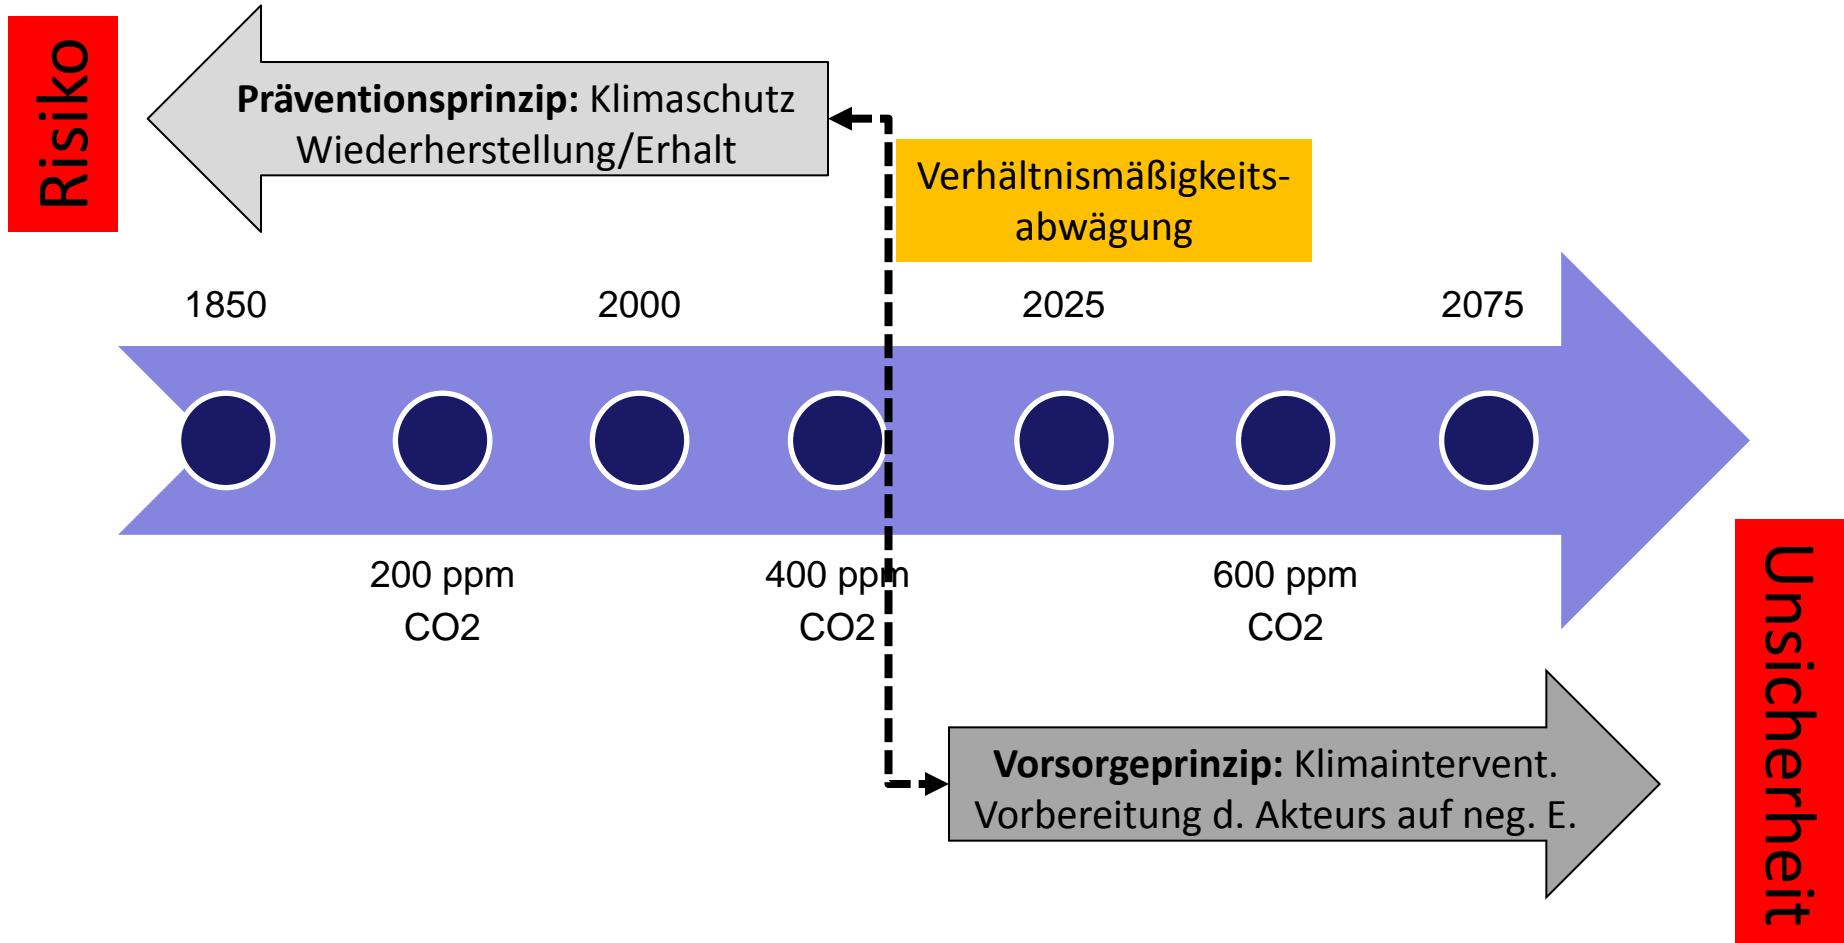 Risiko
Präventionsprinzip: Klimaschutz
Wiederherstellung/Erhalt
Verhältnismäßigkeits-
abwägung
1850
2000
2025
2075
200 ppm
CO2
400 ppm
CO2
600 ppm
CO2
Vorsorgeprinzip: Klimaintervent.
Vorbereitung d. Akteurs auf neg. E.
Unsicherheit